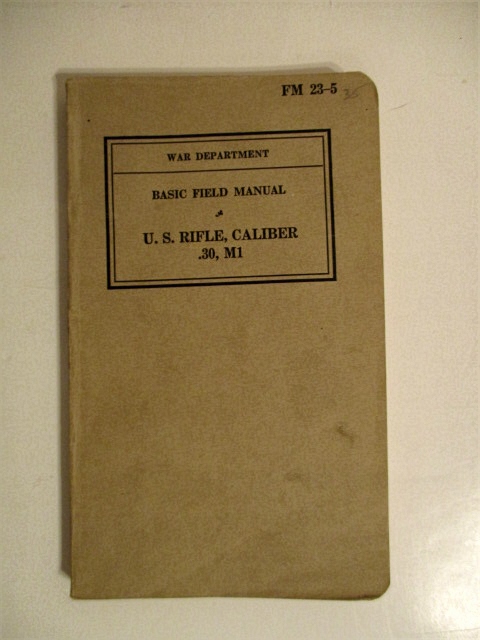 FM 23–5
WAR DEPARTMENT
BASIC FIELD MANUAL
U. S. RIFLE, CALIBER
.30, M1